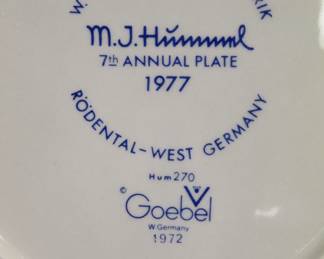 M.J.Hummel
7th ANNUAL PLATE
1977
RÖDENTAL-WEST GERMANY
Hum 270
© Goebel
W. Germany
1972